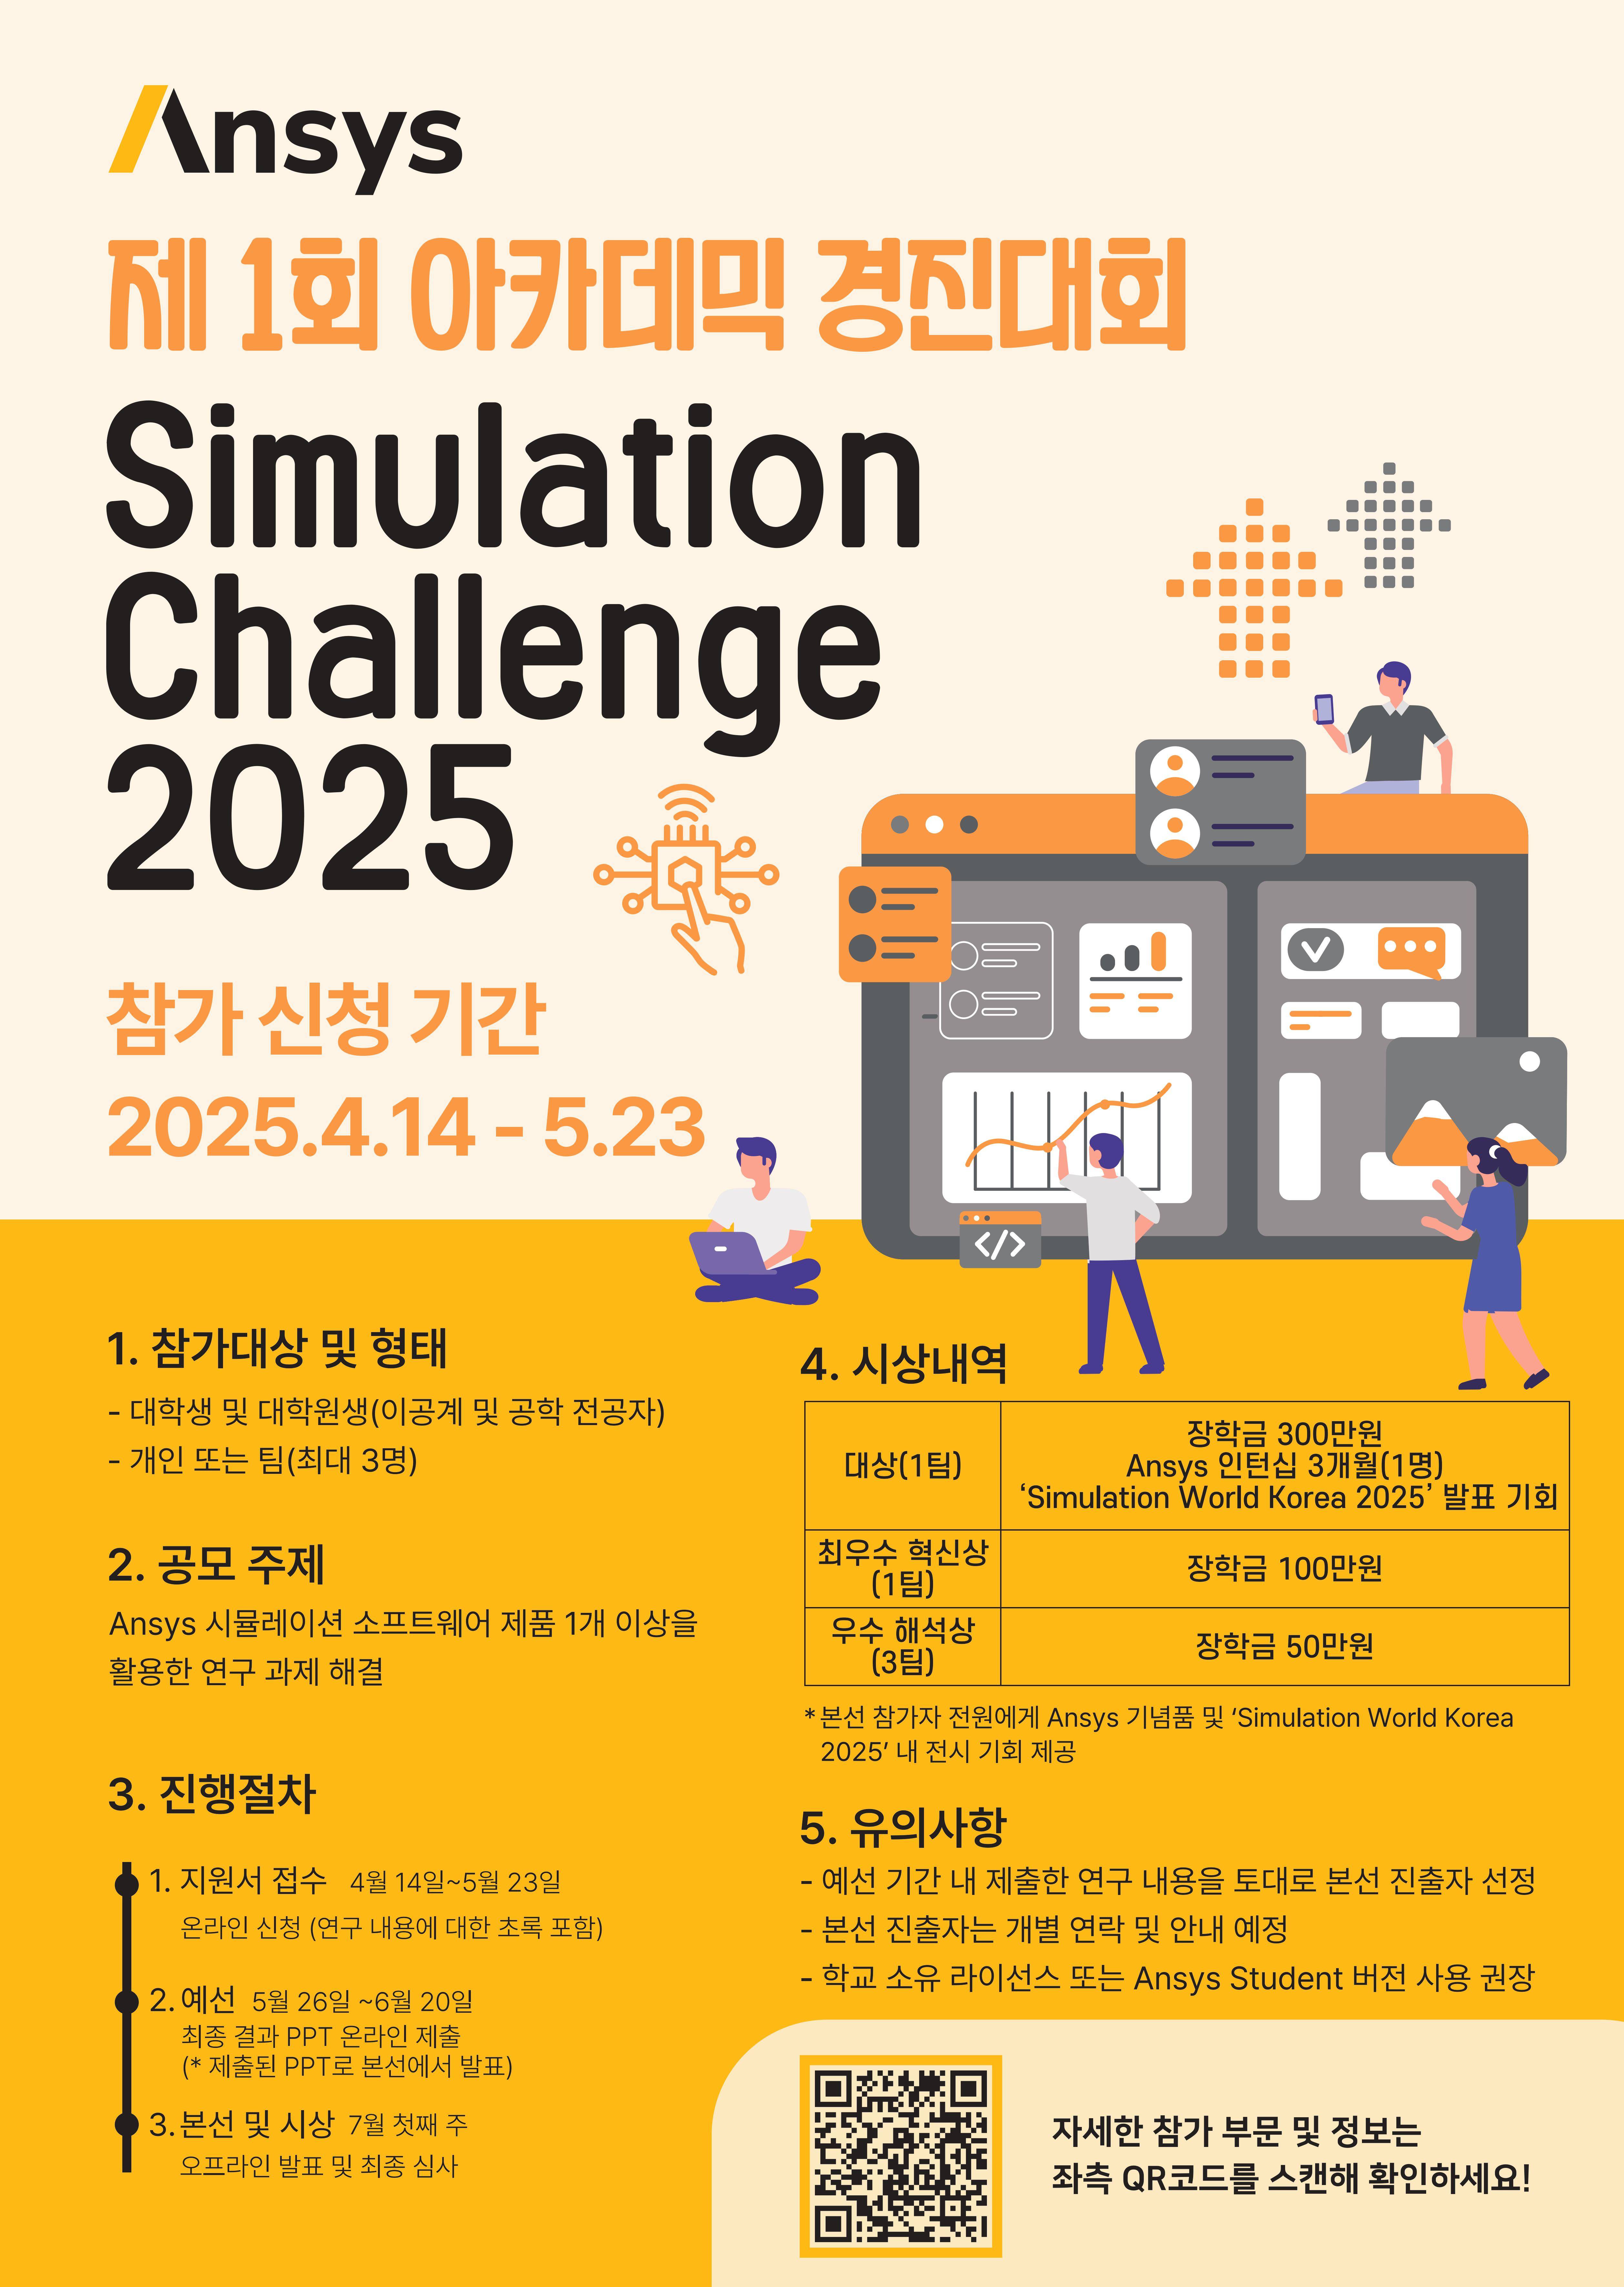 Ansys
제 1회 아카데믹 경진대회
Simulation
Challenge
2025
참가 신청 기간
2025.4.14 - 5.23
</>
1. 참가대상 및 형태
- 대학생 및 대학원생(이공계 및 공학 전공자)
- 개인 또는 팀(최대 3명)
2. 공모 주제
Ansys 시뮬레이션 소프트웨어 제품 1개 이상을
활용한 연구 과제 해결
3. 진행절차
1. 지원서 접수 4월 14일~5월 23일
온라인 신청 (연구 내용에 대한 초록 포함)
2. 예선 5월 26일 ~6월 20일
최종 결과 PPT 온라인 제출
(* 제출된 PPT로 본선에서 발표)
3. 본선 및 시상 7월 첫째 주
오프라인 발표 및 최종 심사
4. 시상내역
대상(1팀)
장학금 300만원
Ansys 인턴십 3개월(1명)
‘Simulation World Korea 2025’ 발표 기회
최우수 혁신상
(1팀)
장학금 100만원
우수 해석상
(3팀)
장학금 50만원
* 본선 참가자 전원에게 Ansys 기념품 및 ‘Simulation World Korea
2025’ 내 전시 기회 제공
5. 유의사항
- 예선 기간 내 제출한 연구 내용을 토대로 본선 진출자 선정
- 본선 진출자는 개별 연락 및 안내 예정
- 학교 소유 라이선스 또는 Ansys Student 버전 사용 권장
자세한 참가 부문 및 정보는
좌측 QR코드를 스캔해 확인하세요!